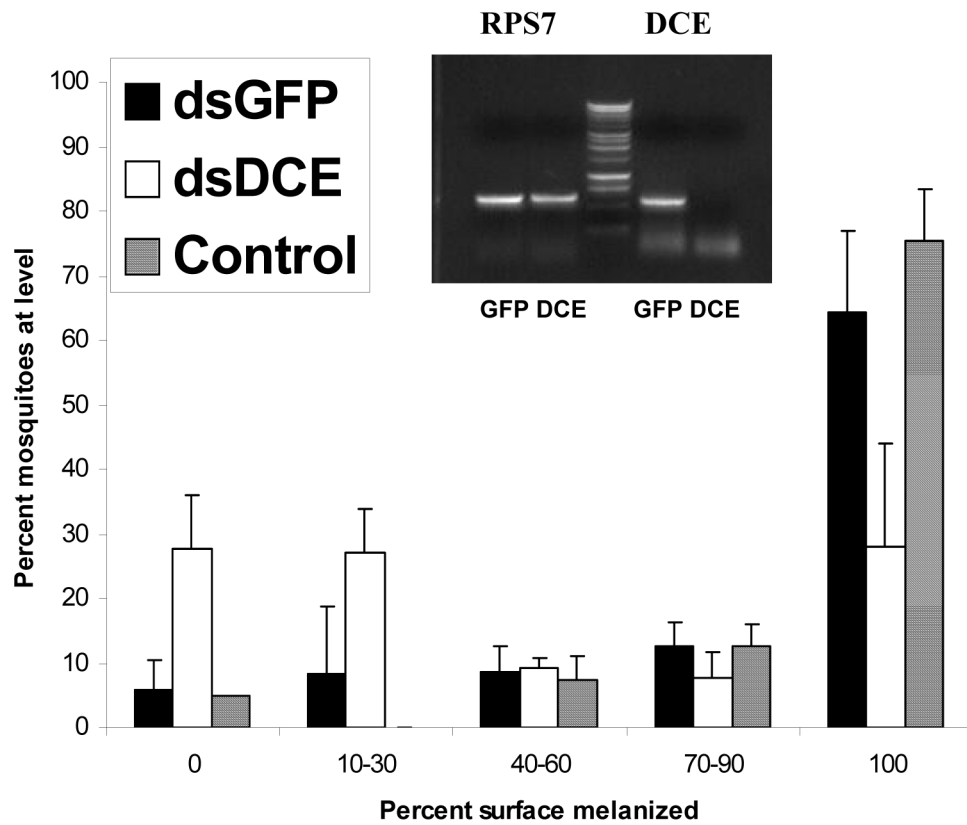 RPS7 DCE
dsGFP
dsDCE
Control
GFP DCE GFP DCE
Percent mosquitoes at level
100
90
80
70
60
50
40
30
20
10
0
0 10-30 40-60 70-90 100
Percent surface melanized